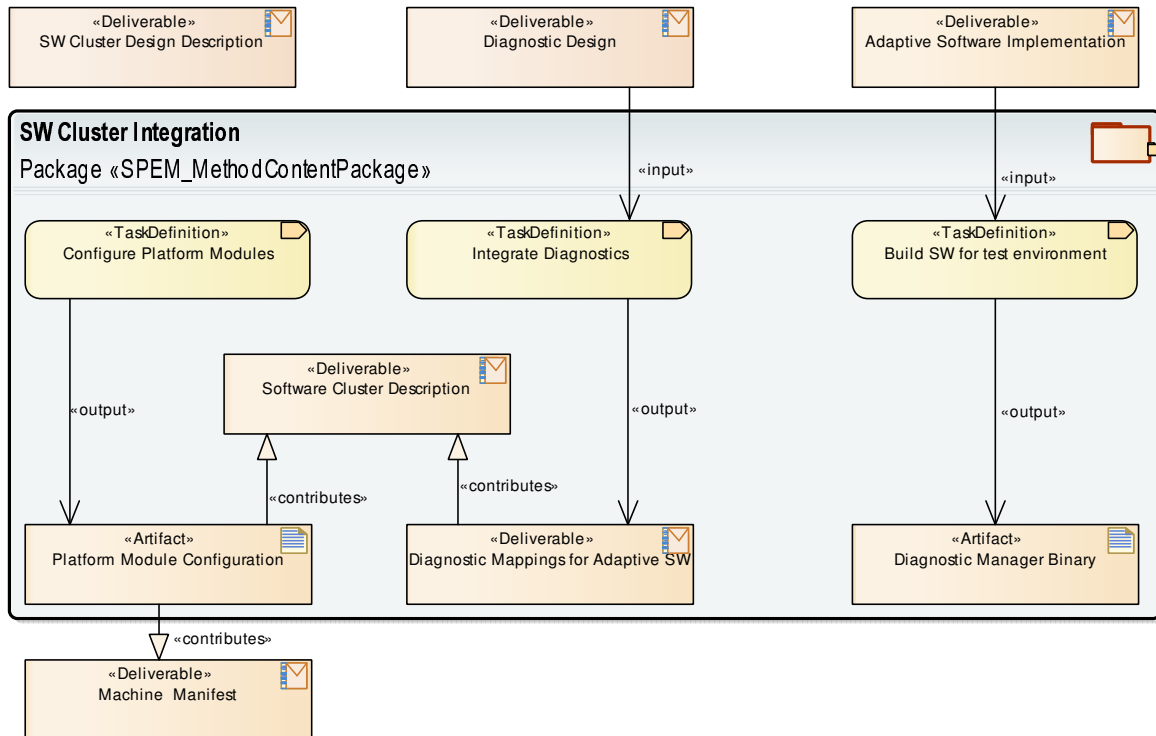 «Deliverable»
SW Cluster Design Description
«Deliverable»
Diagnostic Design
«Deliverable»
Adaptive Software Implementation
SW Cluster Integration
Package «SPEM_MethodContentPackage»
«input»
«input»
«TaskDefinition»
Configure Platform Modules
«TaskDefinition»
Integrate Diagnostics
«TaskDefinition»
Build SW for test environment
«Deliverable»
Software Cluster Description
«output»
«output»
«output»
«contributes»
«contributes»
«Artifact»
Platform Module Configuration
«Deliverable»
Diagnostic Mappings for Adaptive SW
«Artifact»
Diagnostic Manager Binary
«contributes»
«Deliverable»
Machine Manifest